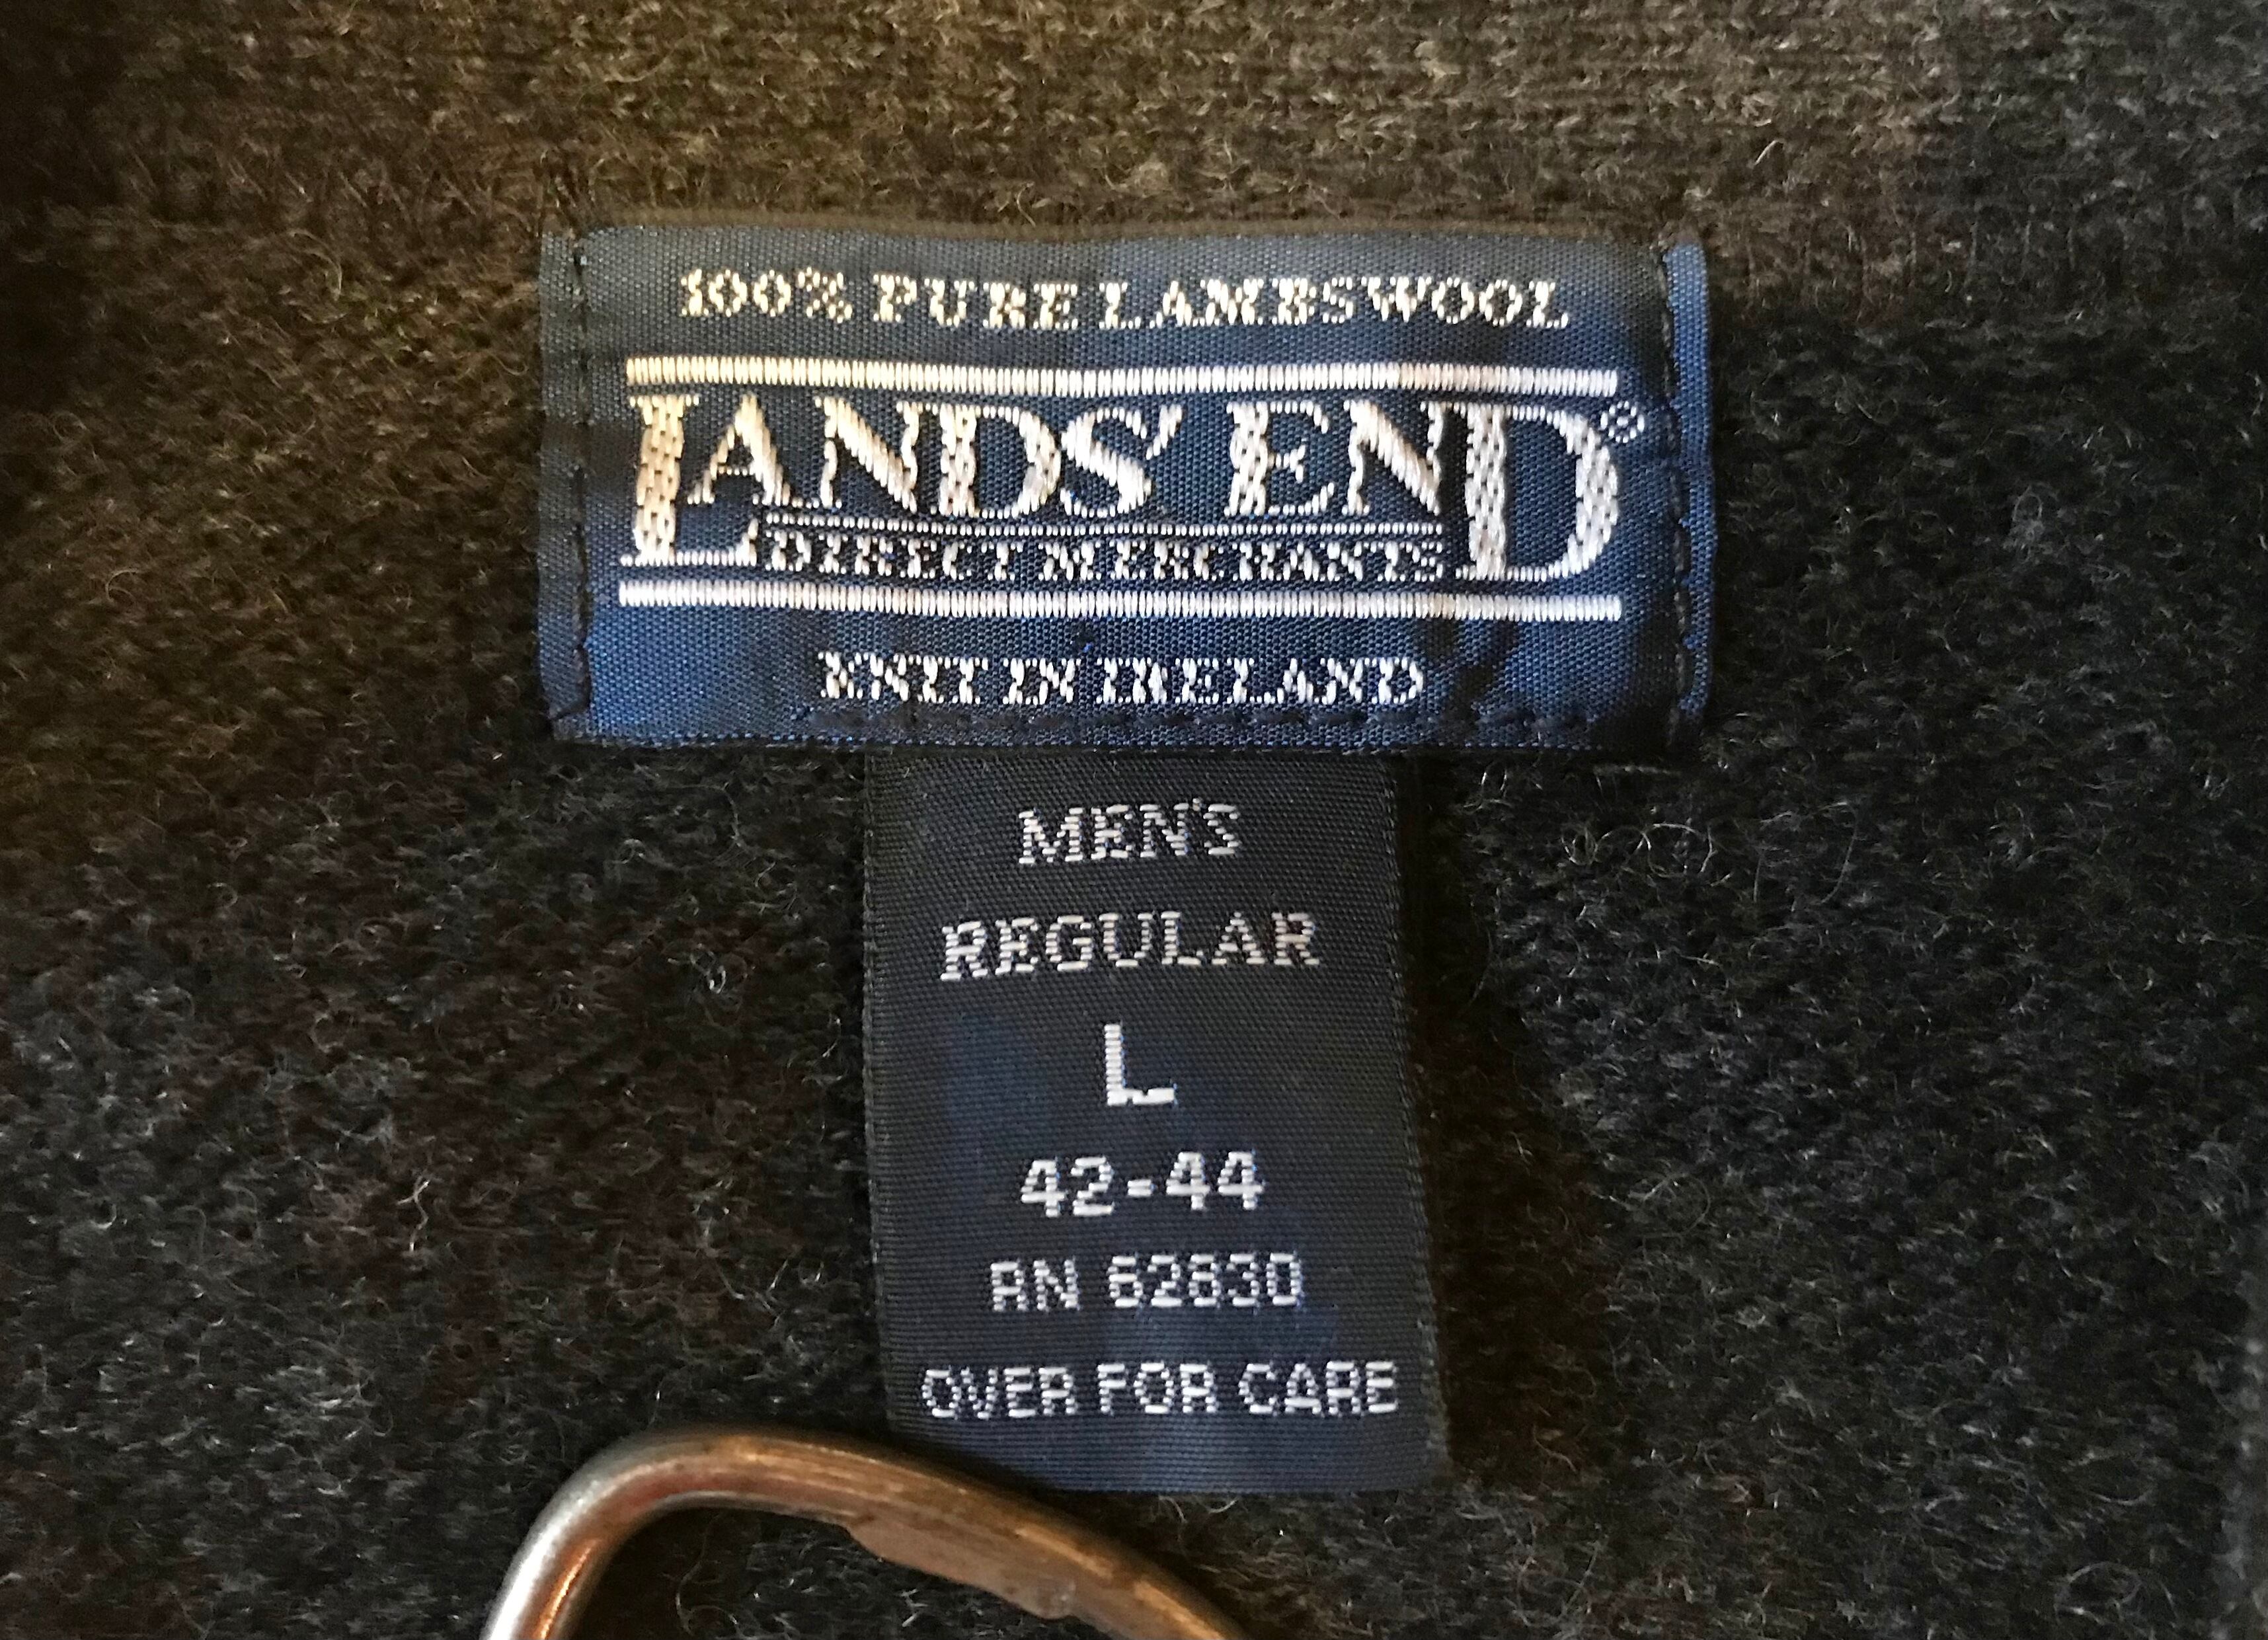 100% PURE LAMBSWOOL
LANDS' END®
DIRECT MERCHANTS
KNIT IN IRELAND
MEN'S
REGULAR
L
42-44
RN 62830
OVER FOR CARE